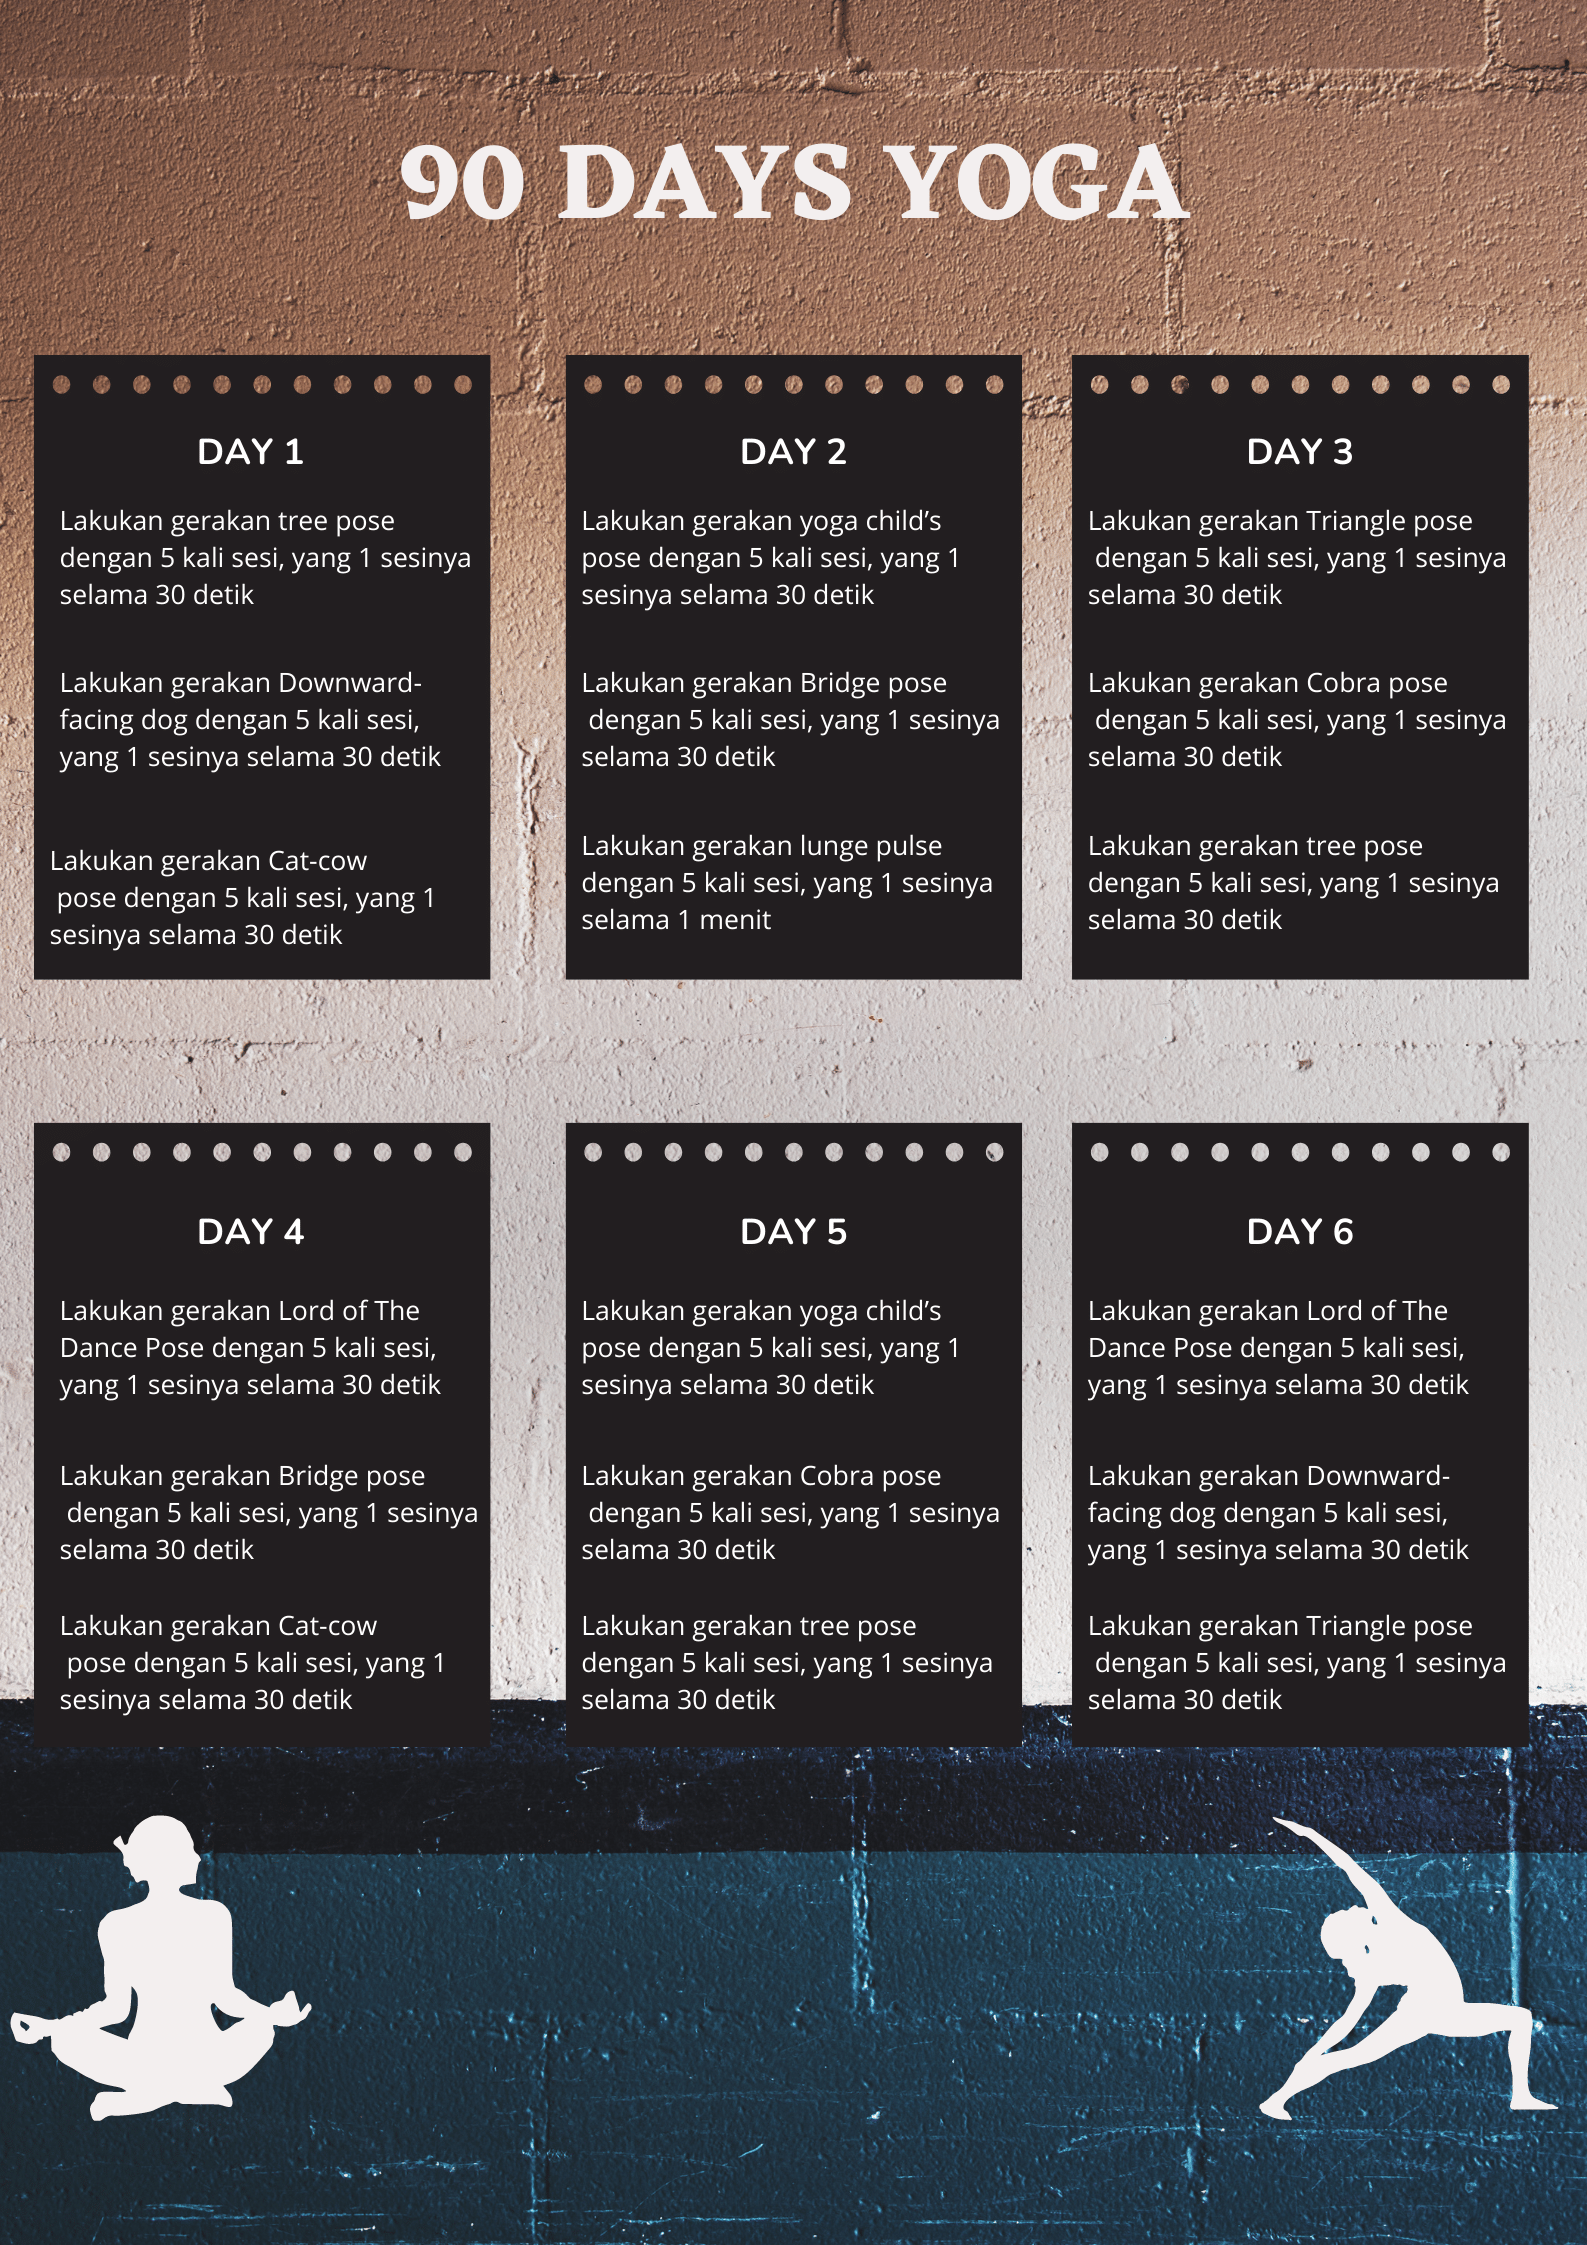 90 DAYS YOGA
DAY 1
Lakukan gerakan tree pose
dengan 5 kali sesi, yang 1 sesinya
selama 30 detik
Lakukan gerakan Downward-
facing dog dengan 5 kali sesi,
yang 1 sesinya selama 30 detik
Lakukan gerakan Cat-cow
pose dengan 5 kali sesi, yang 1
sesinya selama 30 detik
DAY 2
Lakukan gerakan yoga child’s
pose dengan 5 kali sesi, yang 1
sesinya selama 30 detik
Lakukan gerakan Bridge pose
dengan 5 kali sesi, yang 1 sesinya
selama 30 detik
Lakukan gerakan lunge pulse
dengan 5 kali sesi, yang 1 sesinya
selama 1 menit
DAY 3
Lakukan gerakan Triangle pose
dengan 5 kali sesi, yang 1 sesinya
selama 30 detik
Lakukan gerakan Cobra pose
dengan 5 kali sesi, yang 1 sesinya
selama 30 detik
Lakukan gerakan tree pose
dengan 5 kali sesi, yang 1 sesinya
selama 30 detik
DAY 4
Lakukan gerakan Lord of The
Dance Pose dengan 5 kali sesi,
yang 1 sesinya selama 30 detik
Lakukan gerakan Bridge pose
dengan 5 kali sesi, yang 1 sesinya
selama 30 detik
Lakukan gerakan Cat-cow
pose dengan 5 kali sesi, yang 1
sesinya selama 30 detik
DAY 5
Lakukan gerakan yoga child’s
pose dengan 5 kali sesi, yang 1
sesinya selama 30 detik
Lakukan gerakan Cobra pose
dengan 5 kali sesi, yang 1 sesinya
selama 30 detik
Lakukan gerakan tree pose
dengan 5 kali sesi, yang 1 sesinya
selama 30 detik
DAY 6
Lakukan gerakan Lord of The
Dance Pose dengan 5 kali sesi,
yang 1 sesinya selama 30 detik
Lakukan gerakan Downward-
facing dog dengan 5 kali sesi,
yang 1 sesinya selama 30 detik
Lakukan gerakan Triangle pose
dengan 5 kali sesi, yang 1 sesinya
selama 30 detik